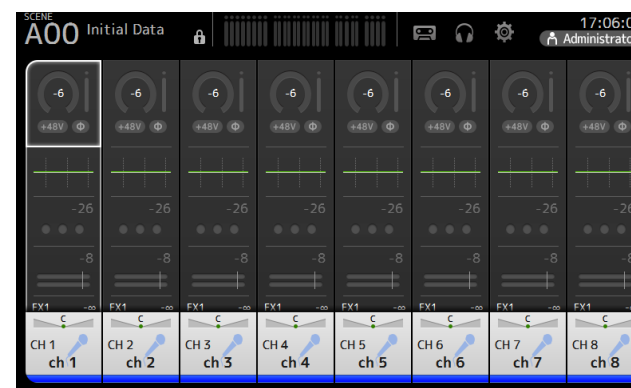 SCENE
A00 Initial Data
17:06:0
Administrato
-6 -6 -6 -6 -6 -6 -6 -6
+48V Φ +48V Φ +48V Φ +48V Φ +48V Φ +48V Φ +48V Φ +48V Φ
-26 -26 -26 -26 -26 -26 -26 -26
-8 -8 -8 -8 -8 -8 -8 -8
FX1 -∞ FX1 -∞ FX1 -∞ FX1 -∞ FX1 -∞ FX1 -∞ FX1 -∞ FX1 -∞
C C C C C C C C
CH 1 CH 2 CH 3 CH 4 CH 5 CH 6 CH 7 CH 8
ch 1 ch 2 ch 3 ch 4 ch 5 ch 6 ch 7 ch 8